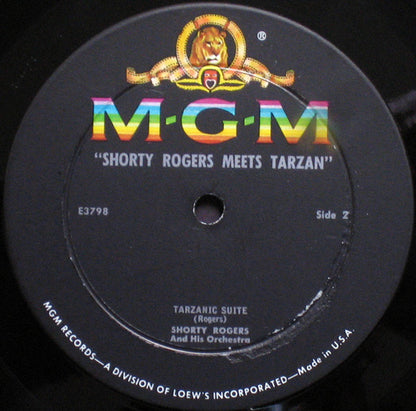 ®
M-G-M
"SHORTY ROGERS MEETS TARZAN"
E3798
Side 2
TARZANIC SUITE
(Rogers)
SHORTY ROGERS
And His Orchestra
MGM RECORDS—A DIVISION OF LOEW'S INCORPORATED—Made in U.S.A.